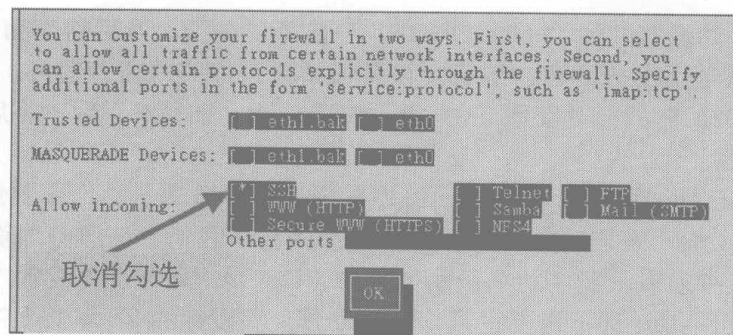 You can customize your firewall in two ways. First, you can select
to allow all traffic from certain network interfaces. Second, you
can allow certain protocols explicitly through the firewall. Specify
additional ports in the form 'service:protocol', such as 'imap:tcp'.
Trusted Devices: [ ] eth1.bak [ ] eth0
MASQUERADE Devices: [ ] eth1.bak [ ] eth0
[*] SSH [ ] Telnet [ ] FTP
Allow incoming: [ ] WWW (HTTP) [ ] Samba [ ] Mail (SMTP)
[ ] Secure WWW (HTTPS) [ ] NFS4
Other ports
取消勾选
OK